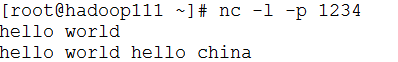 [root@hadoop111 ~]# nc -l -p 1234
hello world
hello world hello china